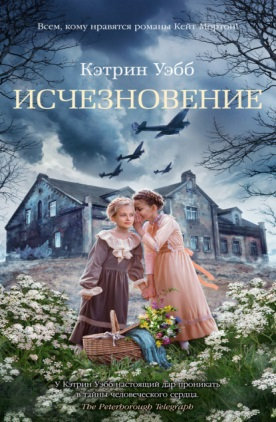 Всем, кому нравятся романы Кейт Мортон!
Кэтрин Уэбб
ИСЧЕЗНОВЕНИЕ
У Кэтрин Уэбб настоящий дар проникать
в тайны человеческого сердца.
The Peterborough Telegraph